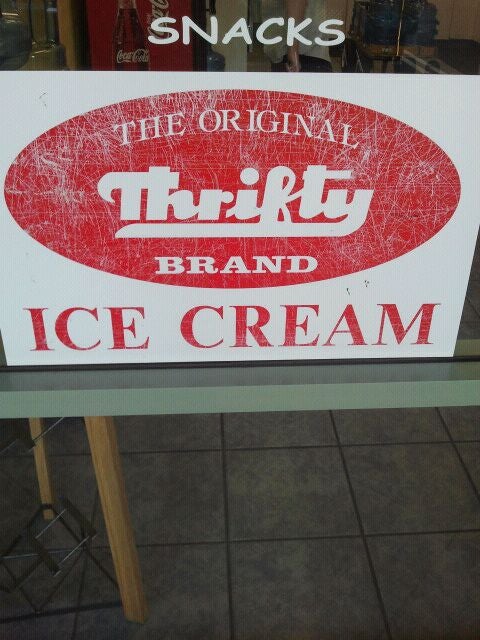 Coca-Cola
SNACKS
THE ORIGINAL
Thrifty
BRAND
ICE CREAM